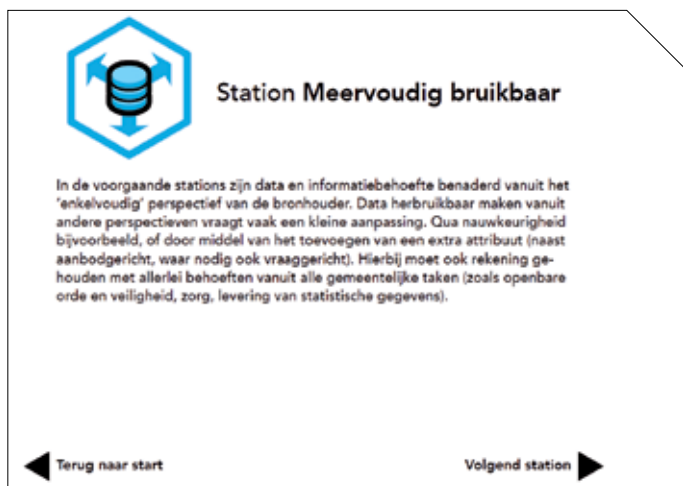 Station Meervoudig bruikbaar
In de voorgaande stations zijn data en informatiebehoefte benaderd vanuit het
'enkelvoudig' perspectief van de bronhouder. Data herbruikbaar maken vanuit
andere perspectieven vraagt vaak een kleine aanpassing. Qua nauwkeurigheid
bijvoorbeeld, of door middel van het toevoegen van een extra attribuut (naast
aanbodgericht, waar nodig ook vraaggericht). Hierbij moet ook rekening ge-
houden met allerlei behoeften vanuit alle gemeentelijke taken (zoals openbare
orde en veiligheid, zorg, levering van statistische gegevens).
Terug naar start
Volgend station